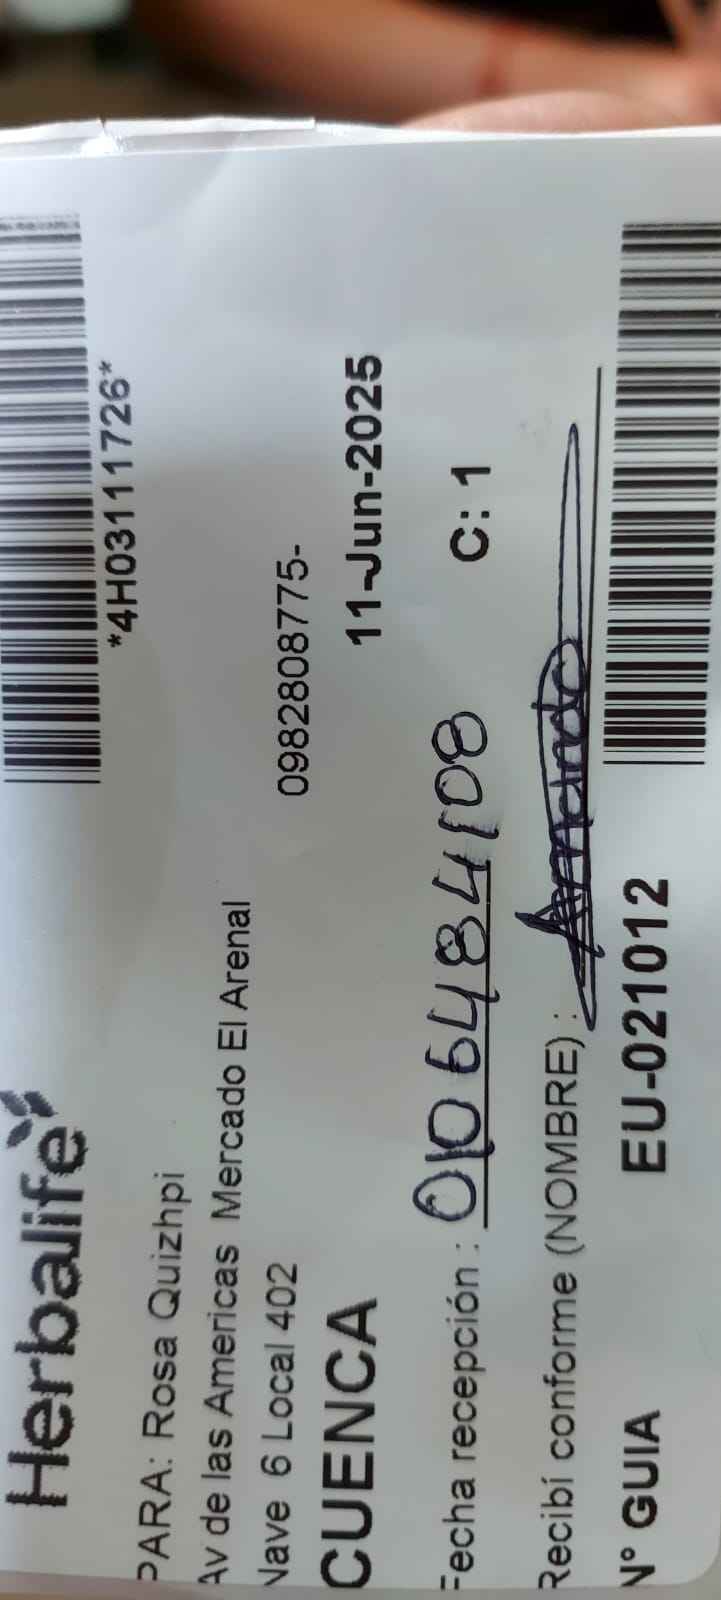 Herbalife
*4H03111726*
PARA: Rosa Quizhpi
Av de las Americas Mercado El Arenal
Nave 6 Local 402
0982808775-
CUENCA 11-Jun-2025
Fecha recepción : 0106484108 C: 1
Recibí conforme (NOMBRE) :
N° GUIA EU-021012